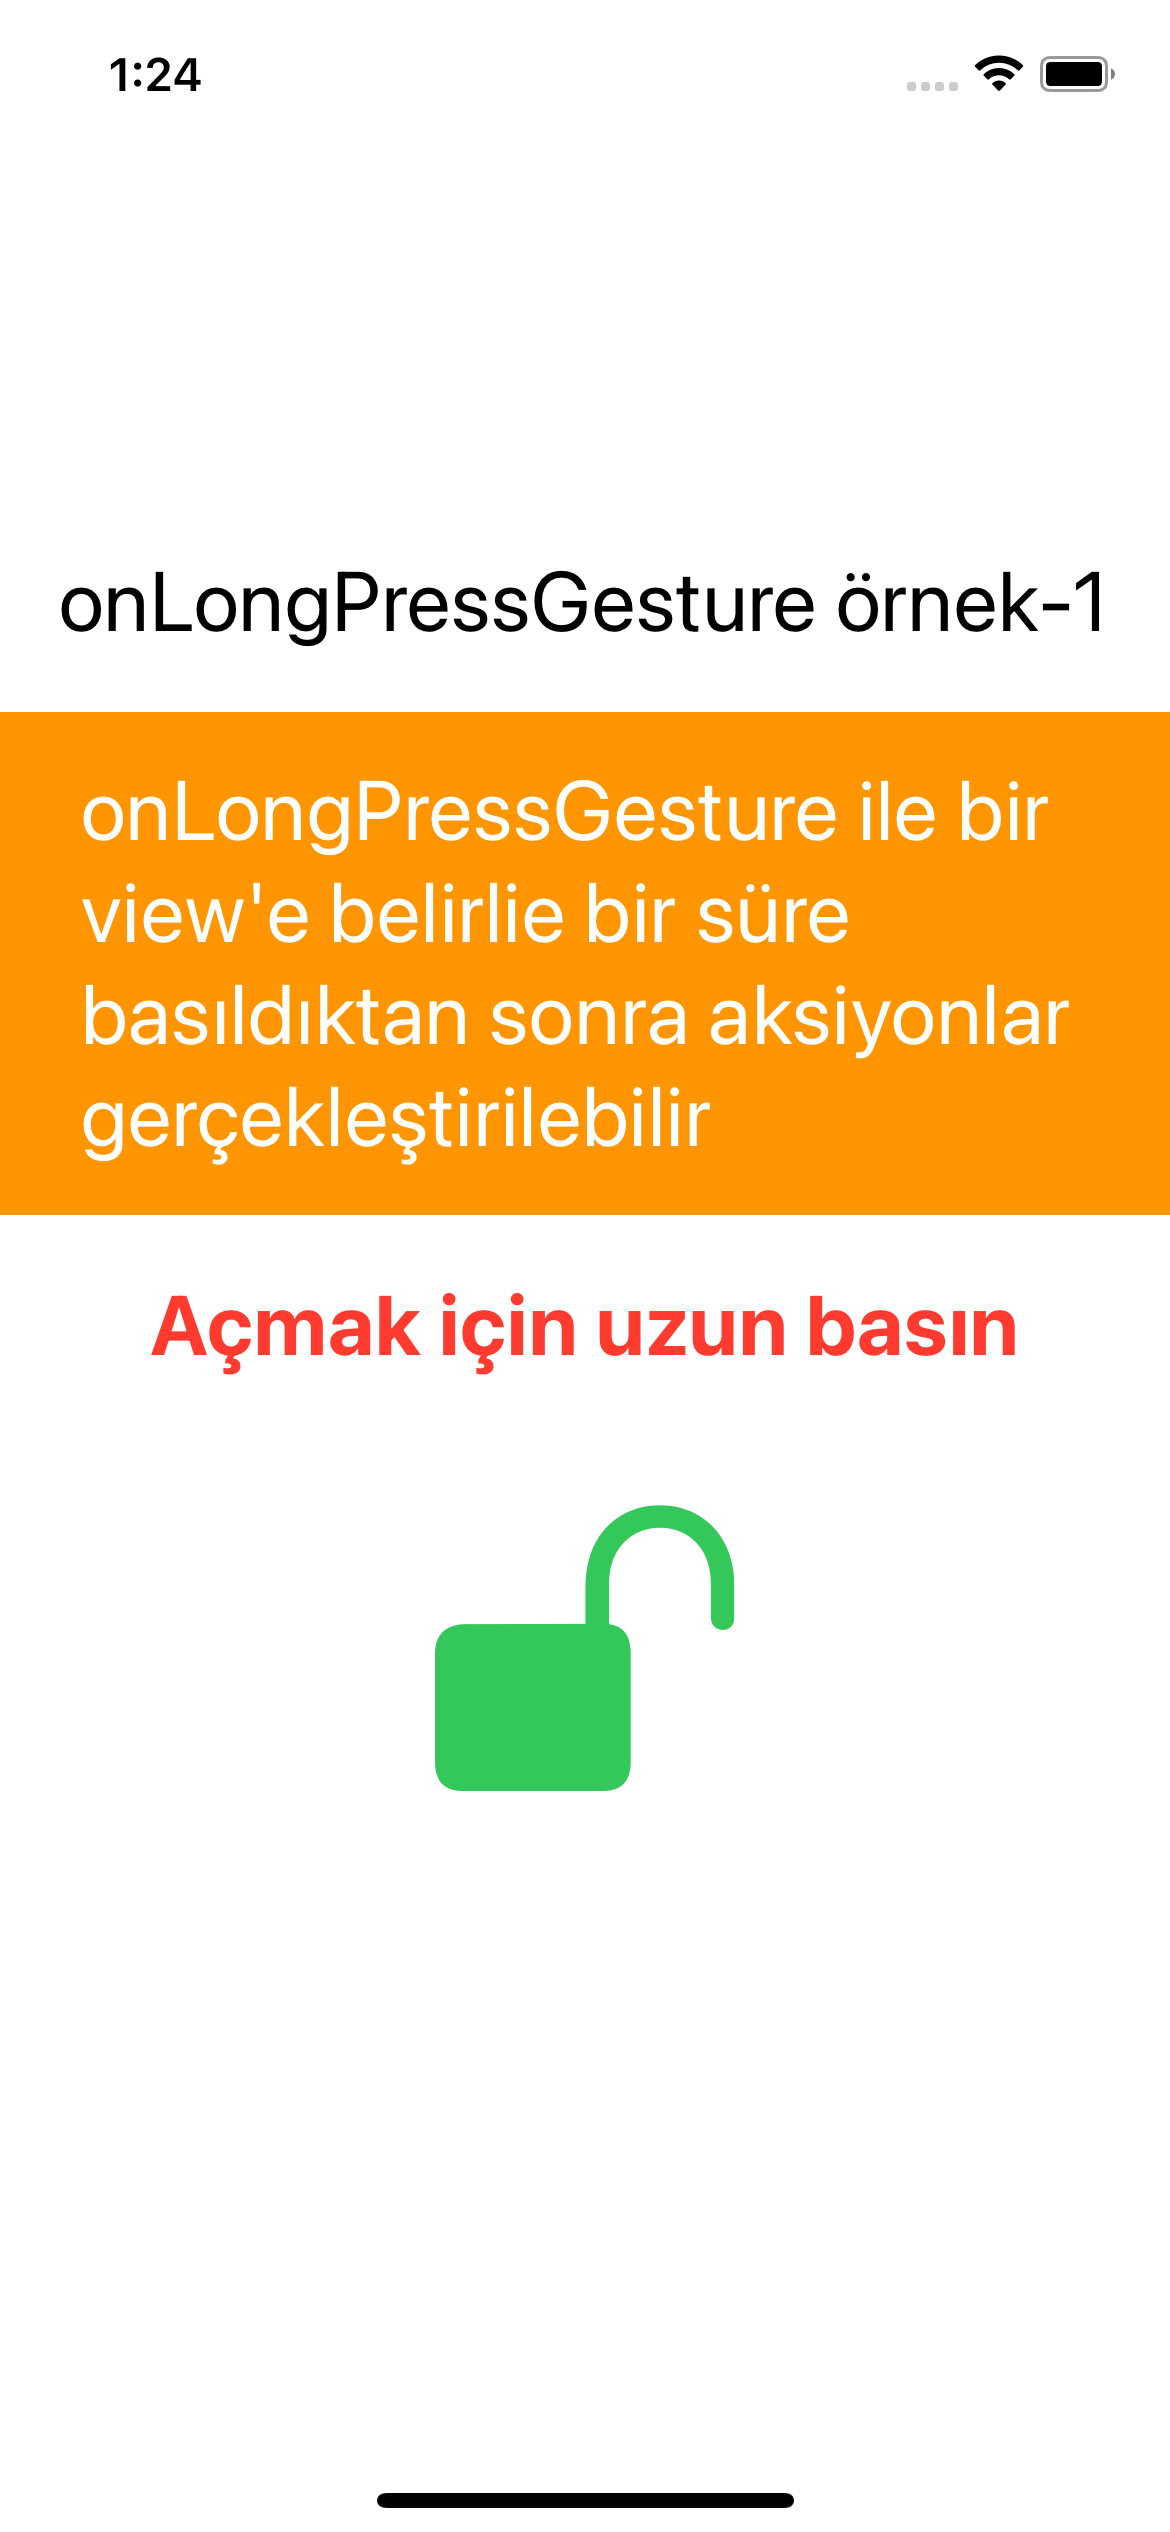 1:24
onLongPressGesture örnek-1
onLongPressGesture ile bir
view'e belirlie bir süre
basıldıktan sonra aksiyonlar
gerçekleştirilebilir
Açmak için uzun basın